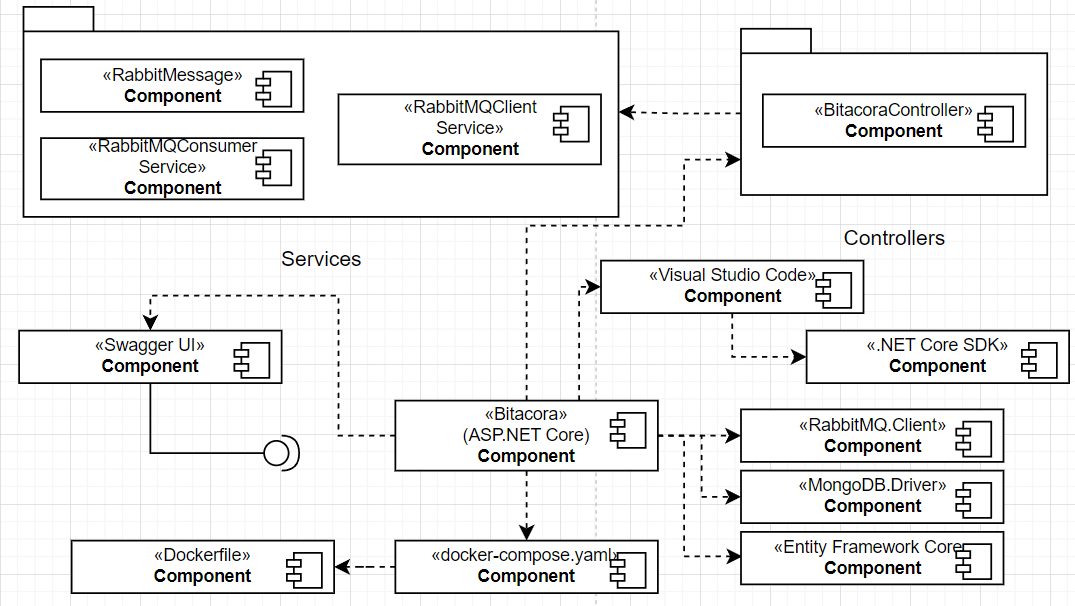 «RabbitMessage»
Component
«RabbitMQClient
Service»
Component
«RabbitMQConsumer
Service»
Component
«BitacoraController»
Component
Services
Controllers
«Visual Studio Code»
Component
«Swagger UI»
Component
«.NET Core SDK»
Component
«Bitacora»
(ASP.NET Core)
Component
«RabbitMQ.Client»
Component
«MongoDB.Driver»
Component
«Entity Framework Core»
Component
«Dockerfile»
Component
«docker-compose.yaml»
Component